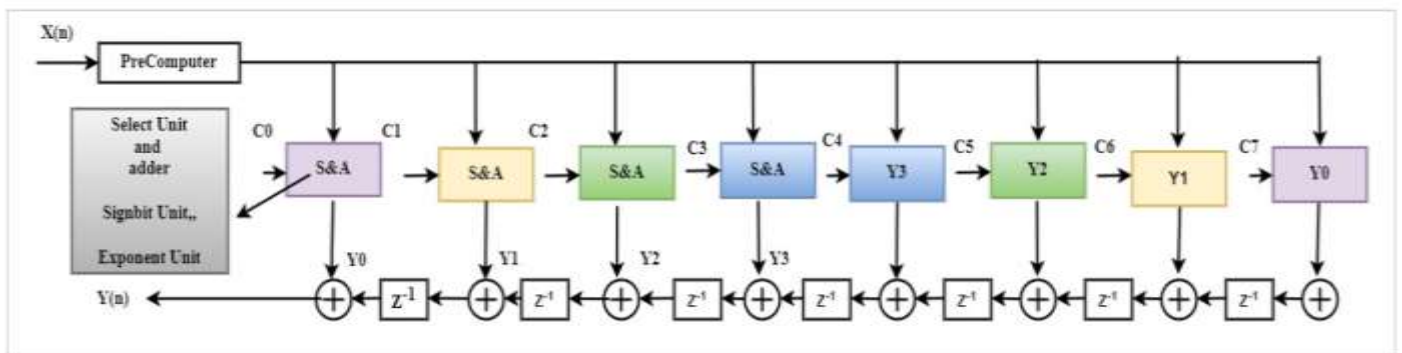 X(n)
PreComputer
Select Unit
and
adder
Signbit Unit,,
Exponent Unit
C0
S&A
C1
S&A
C2
S&A
C3
S&A
C4
Y3
C5
Y2
C6
Y1
C7
Y0
Y0
Y1
Y2
Y3
Y(n)
+
Z⁻¹
+
Z⁻¹
+
Z⁻¹
+
Z⁻¹
+
Z⁻¹
+
Z⁻¹
+
Z⁻¹
+